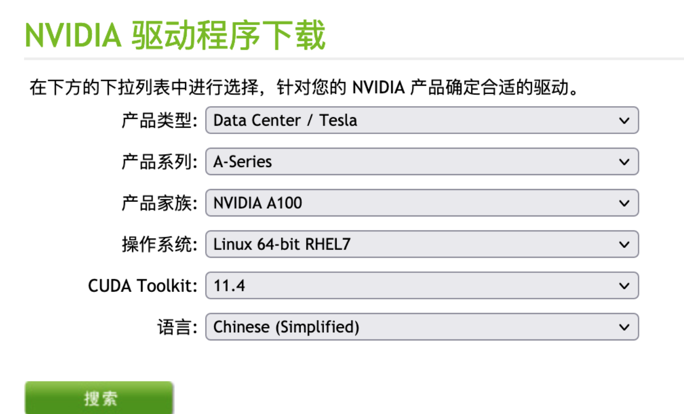 NVIDIA 驱动程序下载
在下方的下拉列表中进行选择，针对您的 NVIDIA 产品确定合适的驱动。
产品类型: Data Center / Tesla
产品系列: A-Series
产品家族: NVIDIA A100
操作系统: Linux 64-bit RHEL7
CUDA Toolkit: 11.4
语言: Chinese (Simplified)
搜索